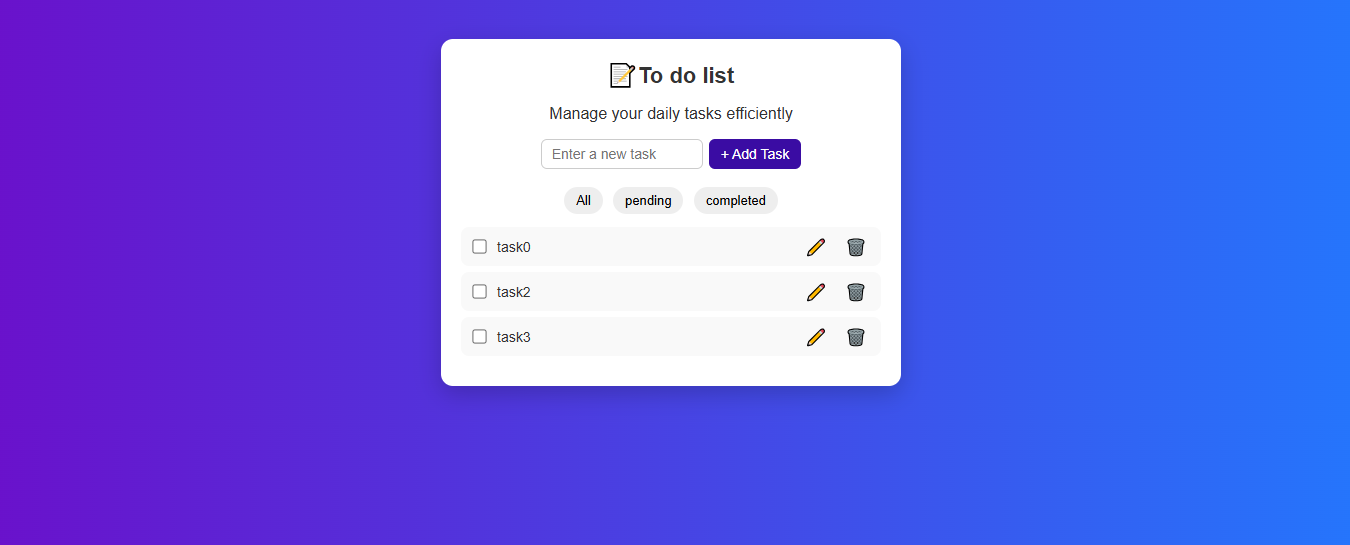 📝To do list
Manage your daily tasks efficiently
Enter a new task + Add Task
All pending completed
task0
task2
task3